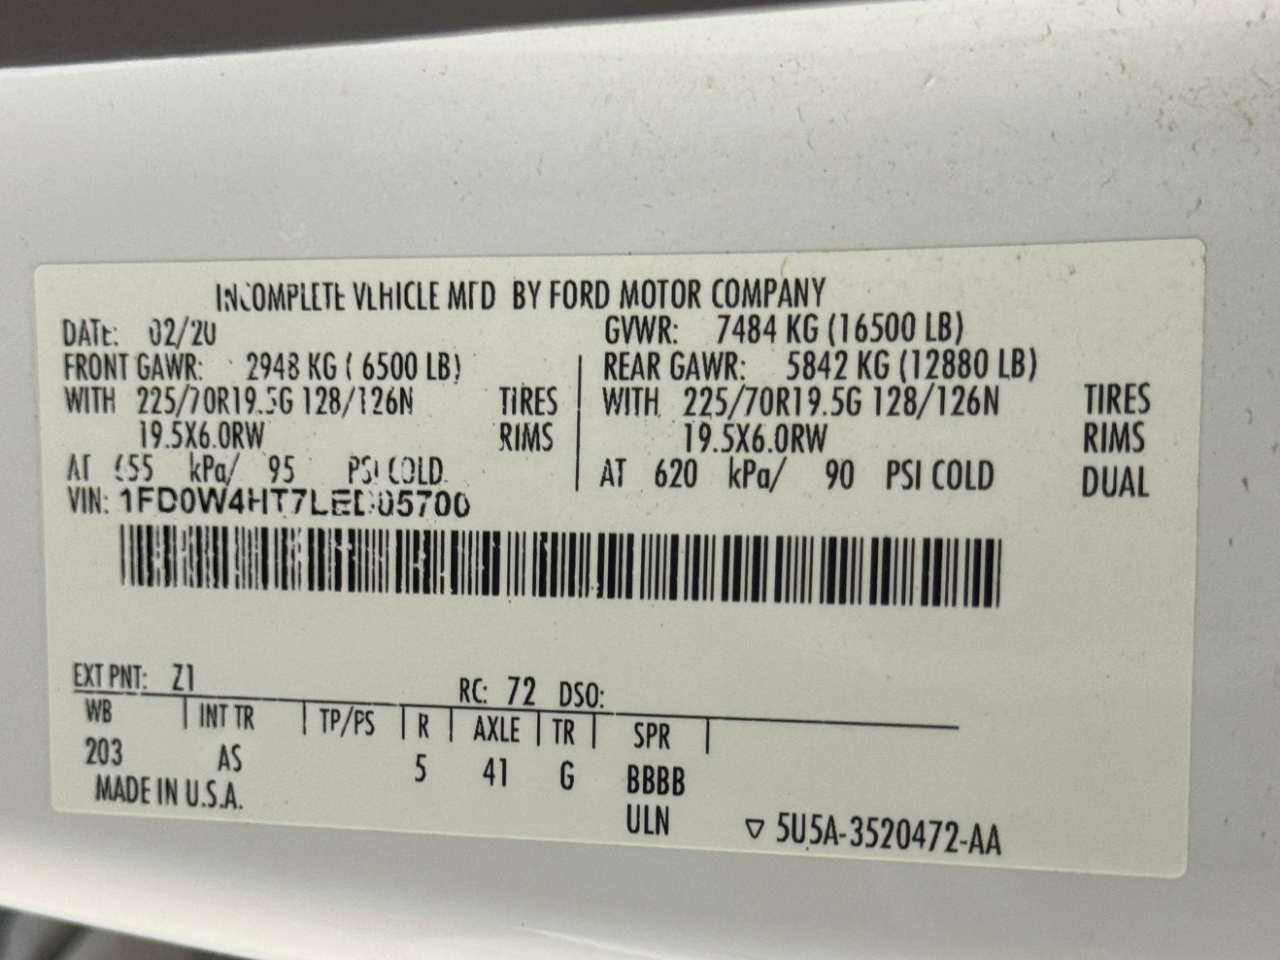 INCOMPLETE VEHICLE MFD BY FORD MOTOR COMPANY
DATE: 02/20 GVWR: 7484 KG (16500 LB)
FRONT GAWR: 2948 KG ( 6500 LB) REAR GAWR: 5842 KG (12880 LB)
WITH 225/70R19.5G 128/126N TIRES WITH 225/70R19.5G 128/126N TIRES
19.5X6.0RW RIMS 19.5X6.0RW RIMS
AT 655 kPa/ 95 PSI COLD AT 620 kPa/ 90 PSI COLD DUAL
VIN: 1FD0W4HT7LED05700
EXT PNT: Z1 RC: 72 DSO:
WB INT TR TP/PS R AXLE TR SPR
203 AS 5 41 G BBBB
MADE IN U.S.A. ULN ▽ 5U5A-3520472-AA